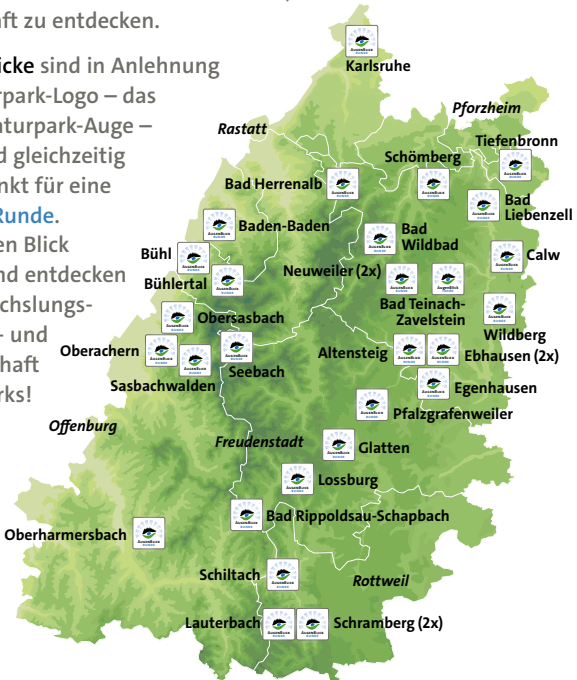 aft zu entdecken.
icke sind in Anlehnung
rpark-Logo – das
turpark-Auge –
d gleichzeitig
nkt für eine
Runde.
en Blick
nd entdecken
chslungs-
- und
haft
rks!
Karlsruhe
Pforzheim
Rastatt
Tiefenbronn
Schömberg
Bad Herrenalb
Bad
Liebenzell
Baden-Baden
Bad
Wildbad
Bühl
Calw
Neuweiler (2x)
Bühlertal
Bad Teinach-
Zavelstein
Obersasbach
Wildberg
Oberachern
Altensteig
Ebhausen (2x)
Seebach
Sasbachwalden
Egenhausen
Pfalzgrafenweiler
Offenburg
Freudenstadt
Glatten
Lossburg
Bad Rippoldsau-Schapbach
Oberharmersbach
Schiltach
Rottweil
Lauterbach
Schramberg (2x)